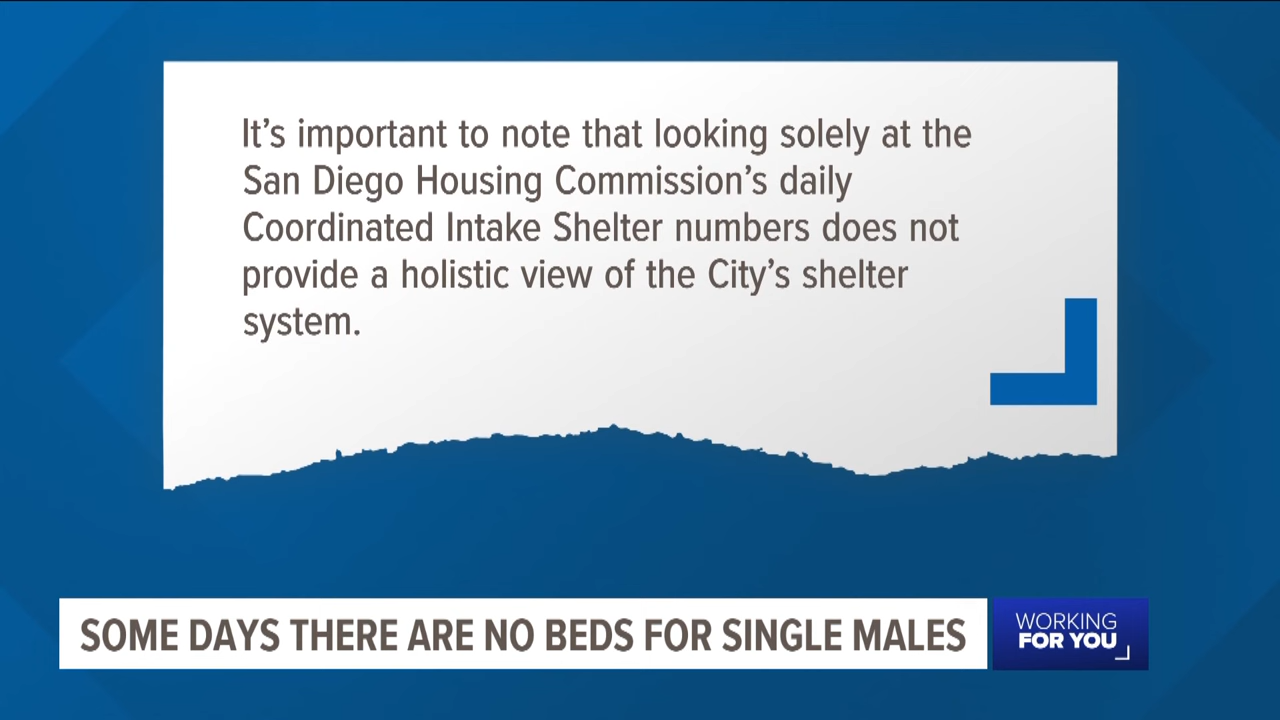 It’s important to note that looking solely at the
San Diego Housing Commission’s daily
Coordinated Intake Shelter numbers does not
provide a holistic view of the City’s shelter
system.
SOME DAYS THERE ARE NO BEDS FOR SINGLE MALES
WORKING
FOR YOU